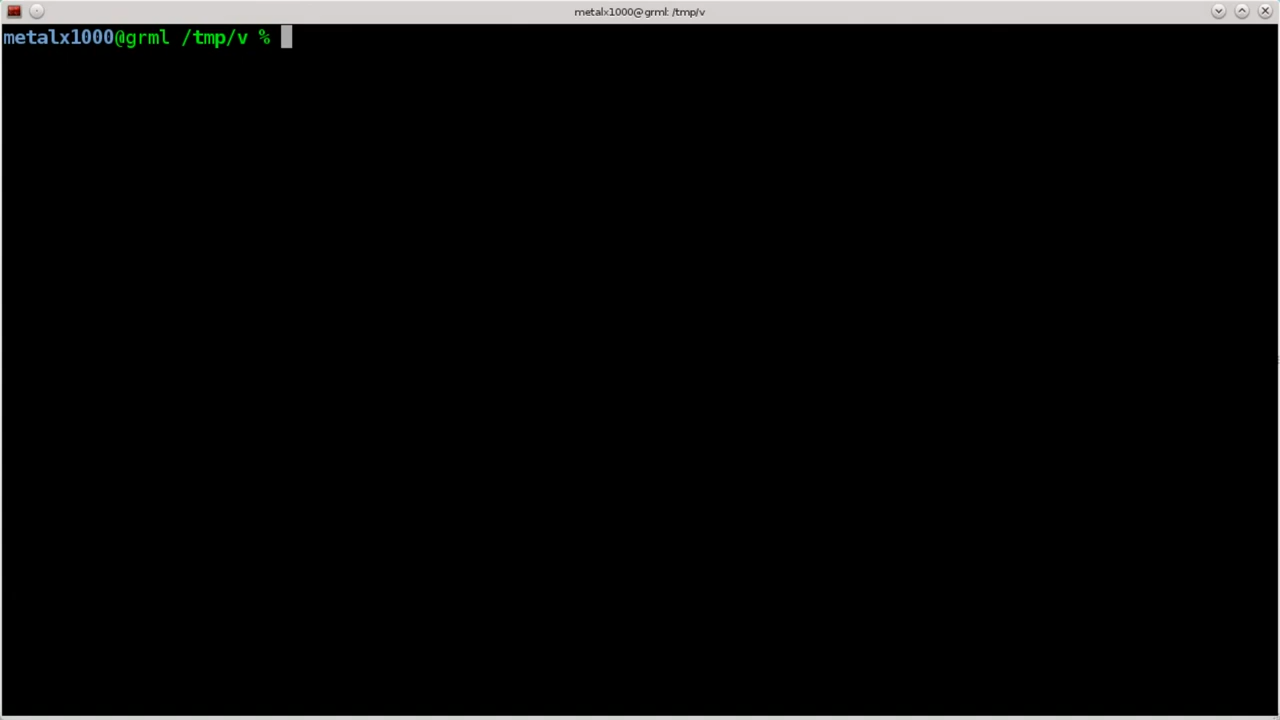 metalx1000@grml: /tmp/v
metalx1000@grml /tmp/v %